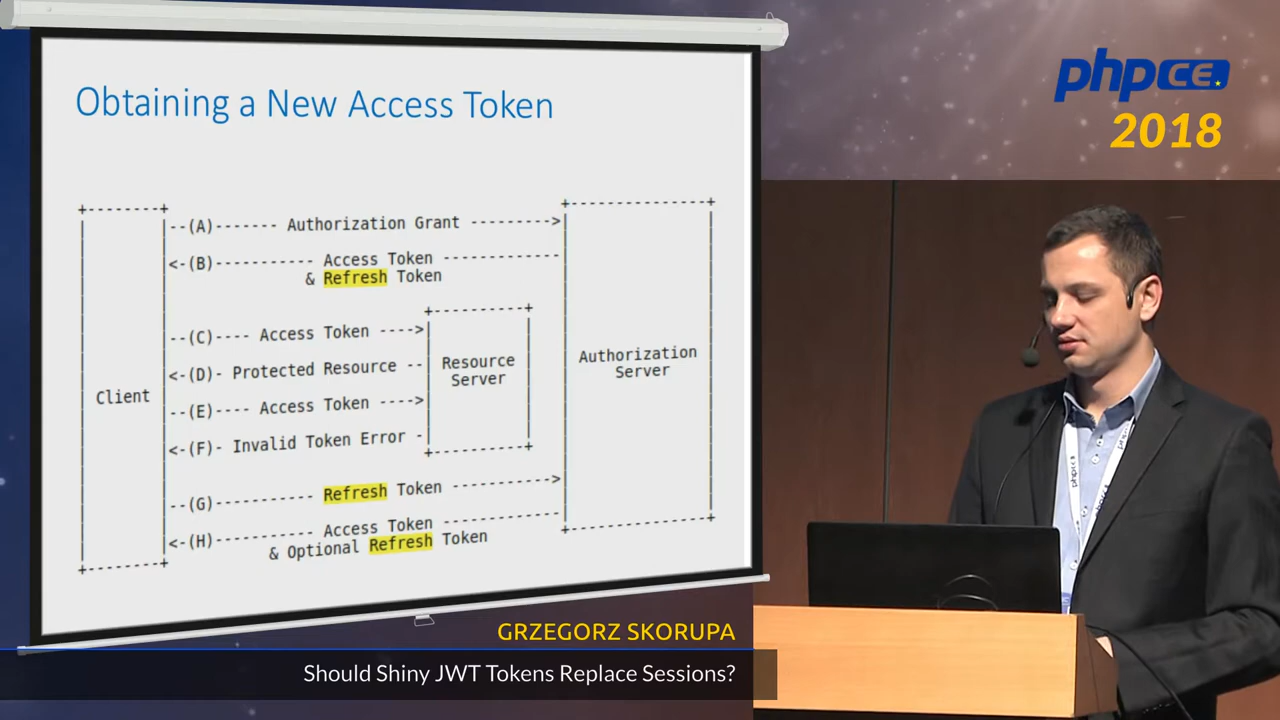 Obtaining a New Access Token
+--------+ +---------------+
--(A)------- Authorization Grant --------->
<-(B)----------- Access Token -------------
& Refresh Token
+----------+
--(C)---- Access Token ---->
<-(D)- Protected Resource --
Resource
Server
Authorization
Server
Client
--(E)---- Access Token ---->
<-(F)- Invalid Token Error -
+----------+
--(G)----------- Refresh Token ----------->
<-(H)----------- Access Token -------------
& Optional Refresh Token
+--------+ +---------------+
phpCE.
2018
phpce
GRZEGORZ SKORUPA
Should Shiny JWT Tokens Replace Sessions?